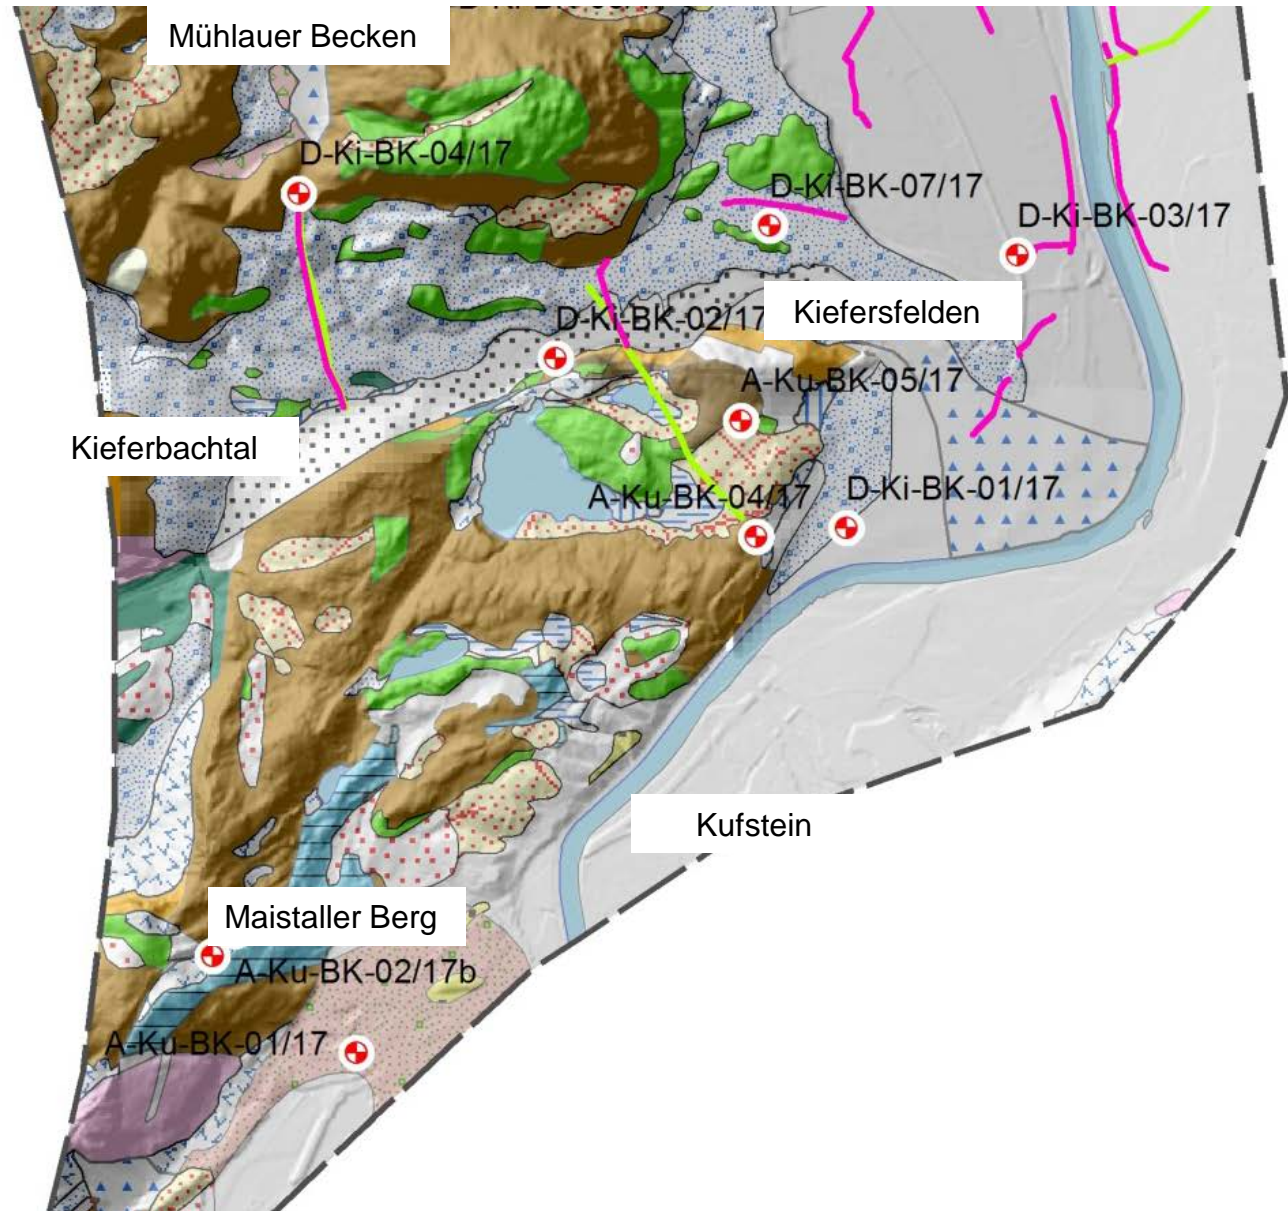 Mühlauer Becken
D-Ki-BK-04/17
D-Ki-BK-07/17
D-Ki-BK-03/17
D-Ki-BK-02/17
Kiefersfelden
A-Ku-BK-05/17
Kieferbachtal
A-Ku-BK-04/17
D-Ki-BK-01/17
Kufstein
Maistaller Berg
A-Ku-BK-02/17b
A-Ku-BK-01/17